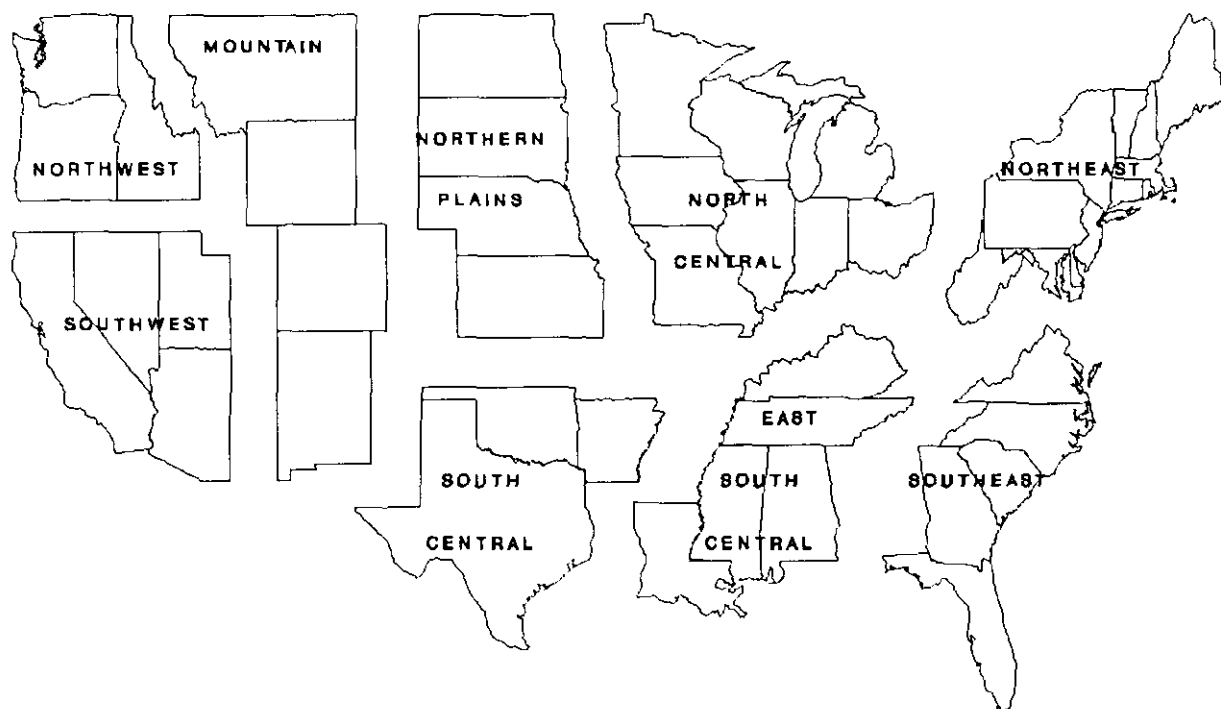 MOUNTAIN
NORTHWEST
NORTHERN
PLAINS
NORTH
CENTRAL
NORTHEAST
SOUTHWEST
SOUTH
CENTRAL
EAST
SOUTH
CENTRAL
SOUTHEAST